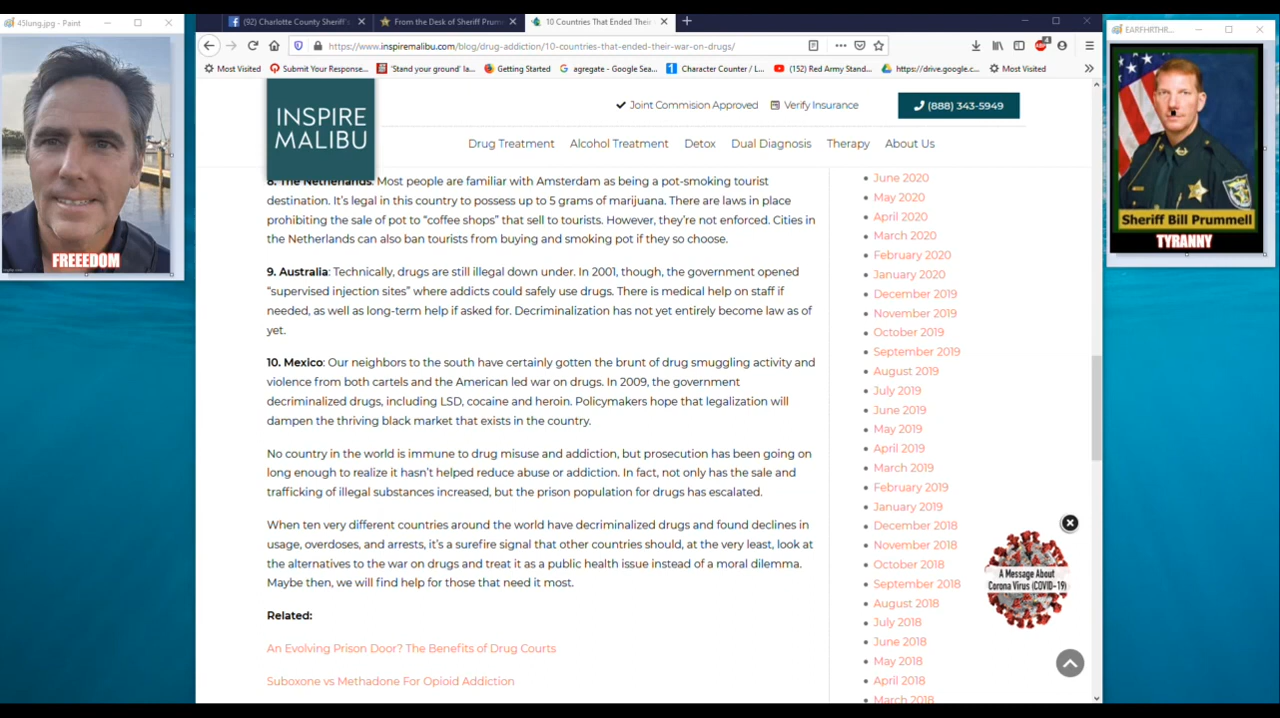 45lung.jpg - Paint
FREEEDOM
(92) Charlotte County Sheriff's
From the Desk of Sheriff Prum
10 Countries That Ended Their
https://www.inspiremalibu.com/blog/drug-addiction/10-countries-that-ended-their-war-on-drugs/
Most Visited
Submit Your Response...
'Stand your ground' la...
Getting Started
agregate - Google Sea...
Character Counter / L...
(152) Red Army Stand...
https://drive.google.c...
Most Visited
INSPIRE
MALIBU
Joint Commision Approved
Verify Insurance
(888) 343-5949
Drug Treatment
Alcohol Treatment
Detox
Dual Diagnosis
Therapy
About Us
8. The Netherlands: Most people are familiar with Amsterdam as being a pot-smoking tourist
destination. It's legal in this country to possess up to 5 grams of marijuana. There are laws in place
prohibiting the sale of pot to “coffee shops” that sell to tourists. However, they're not enforced. Cities in
the Netherlands can also ban tourists from buying and smoking pot if they so choose.
9. Australia: Technically, drugs are still illegal down under. In 2001, though, the government opened
“supervised injection sites” where addicts could safely use drugs. There is medical help on staff if
needed, as well as long-term help if asked for. Decriminalization has not yet entirely become law as of
yet.
10. Mexico: Our neighbors to the south have certainly gotten the brunt of drug smuggling activity and
violence from both cartels and the American led war on drugs. In 2009, the government
decriminalized drugs, including LSD, cocaine and heroin. Policymakers hope that legalization will
dampen the thriving black market that exists in the country.
No country in the world is immune to drug misuse and addiction, but prosecution has been going on
long enough to realize it hasn't helped reduce abuse or addiction. In fact, not only has the sale and
trafficking of illegal substances increased, but the prison population for drugs has escalated.
When ten very different countries around the world have decriminalized drugs and found declines in
usage, overdoses, and arrests, it's a surefire signal that other countries should, at the very least, look at
the alternatives to the war on drugs and treat it as a public health issue instead of a moral dilemma.
Maybe then, we will find help for those that need it most.
Related:
An Evolving Prison Door? The Benefits of Drug Courts
Suboxone vs Methadone For Opioid Addiction
June 2020
May 2020
April 2020
March 2020
February 2020
January 2020
December 2019
November 2019
October 2019
September 2019
August 2019
July 2019
June 2019
May 2019
April 2019
March 2019
February 2019
January 2019
December 2018
November 2018
October 2018
September 2018
August 2018
July 2018
June 2018
May 2018
April 2018
March 2018
A Message About
Corona Virus (COVID-19)
EARFHRTHR...
Sheriff Bill Prummell
TYRANNY